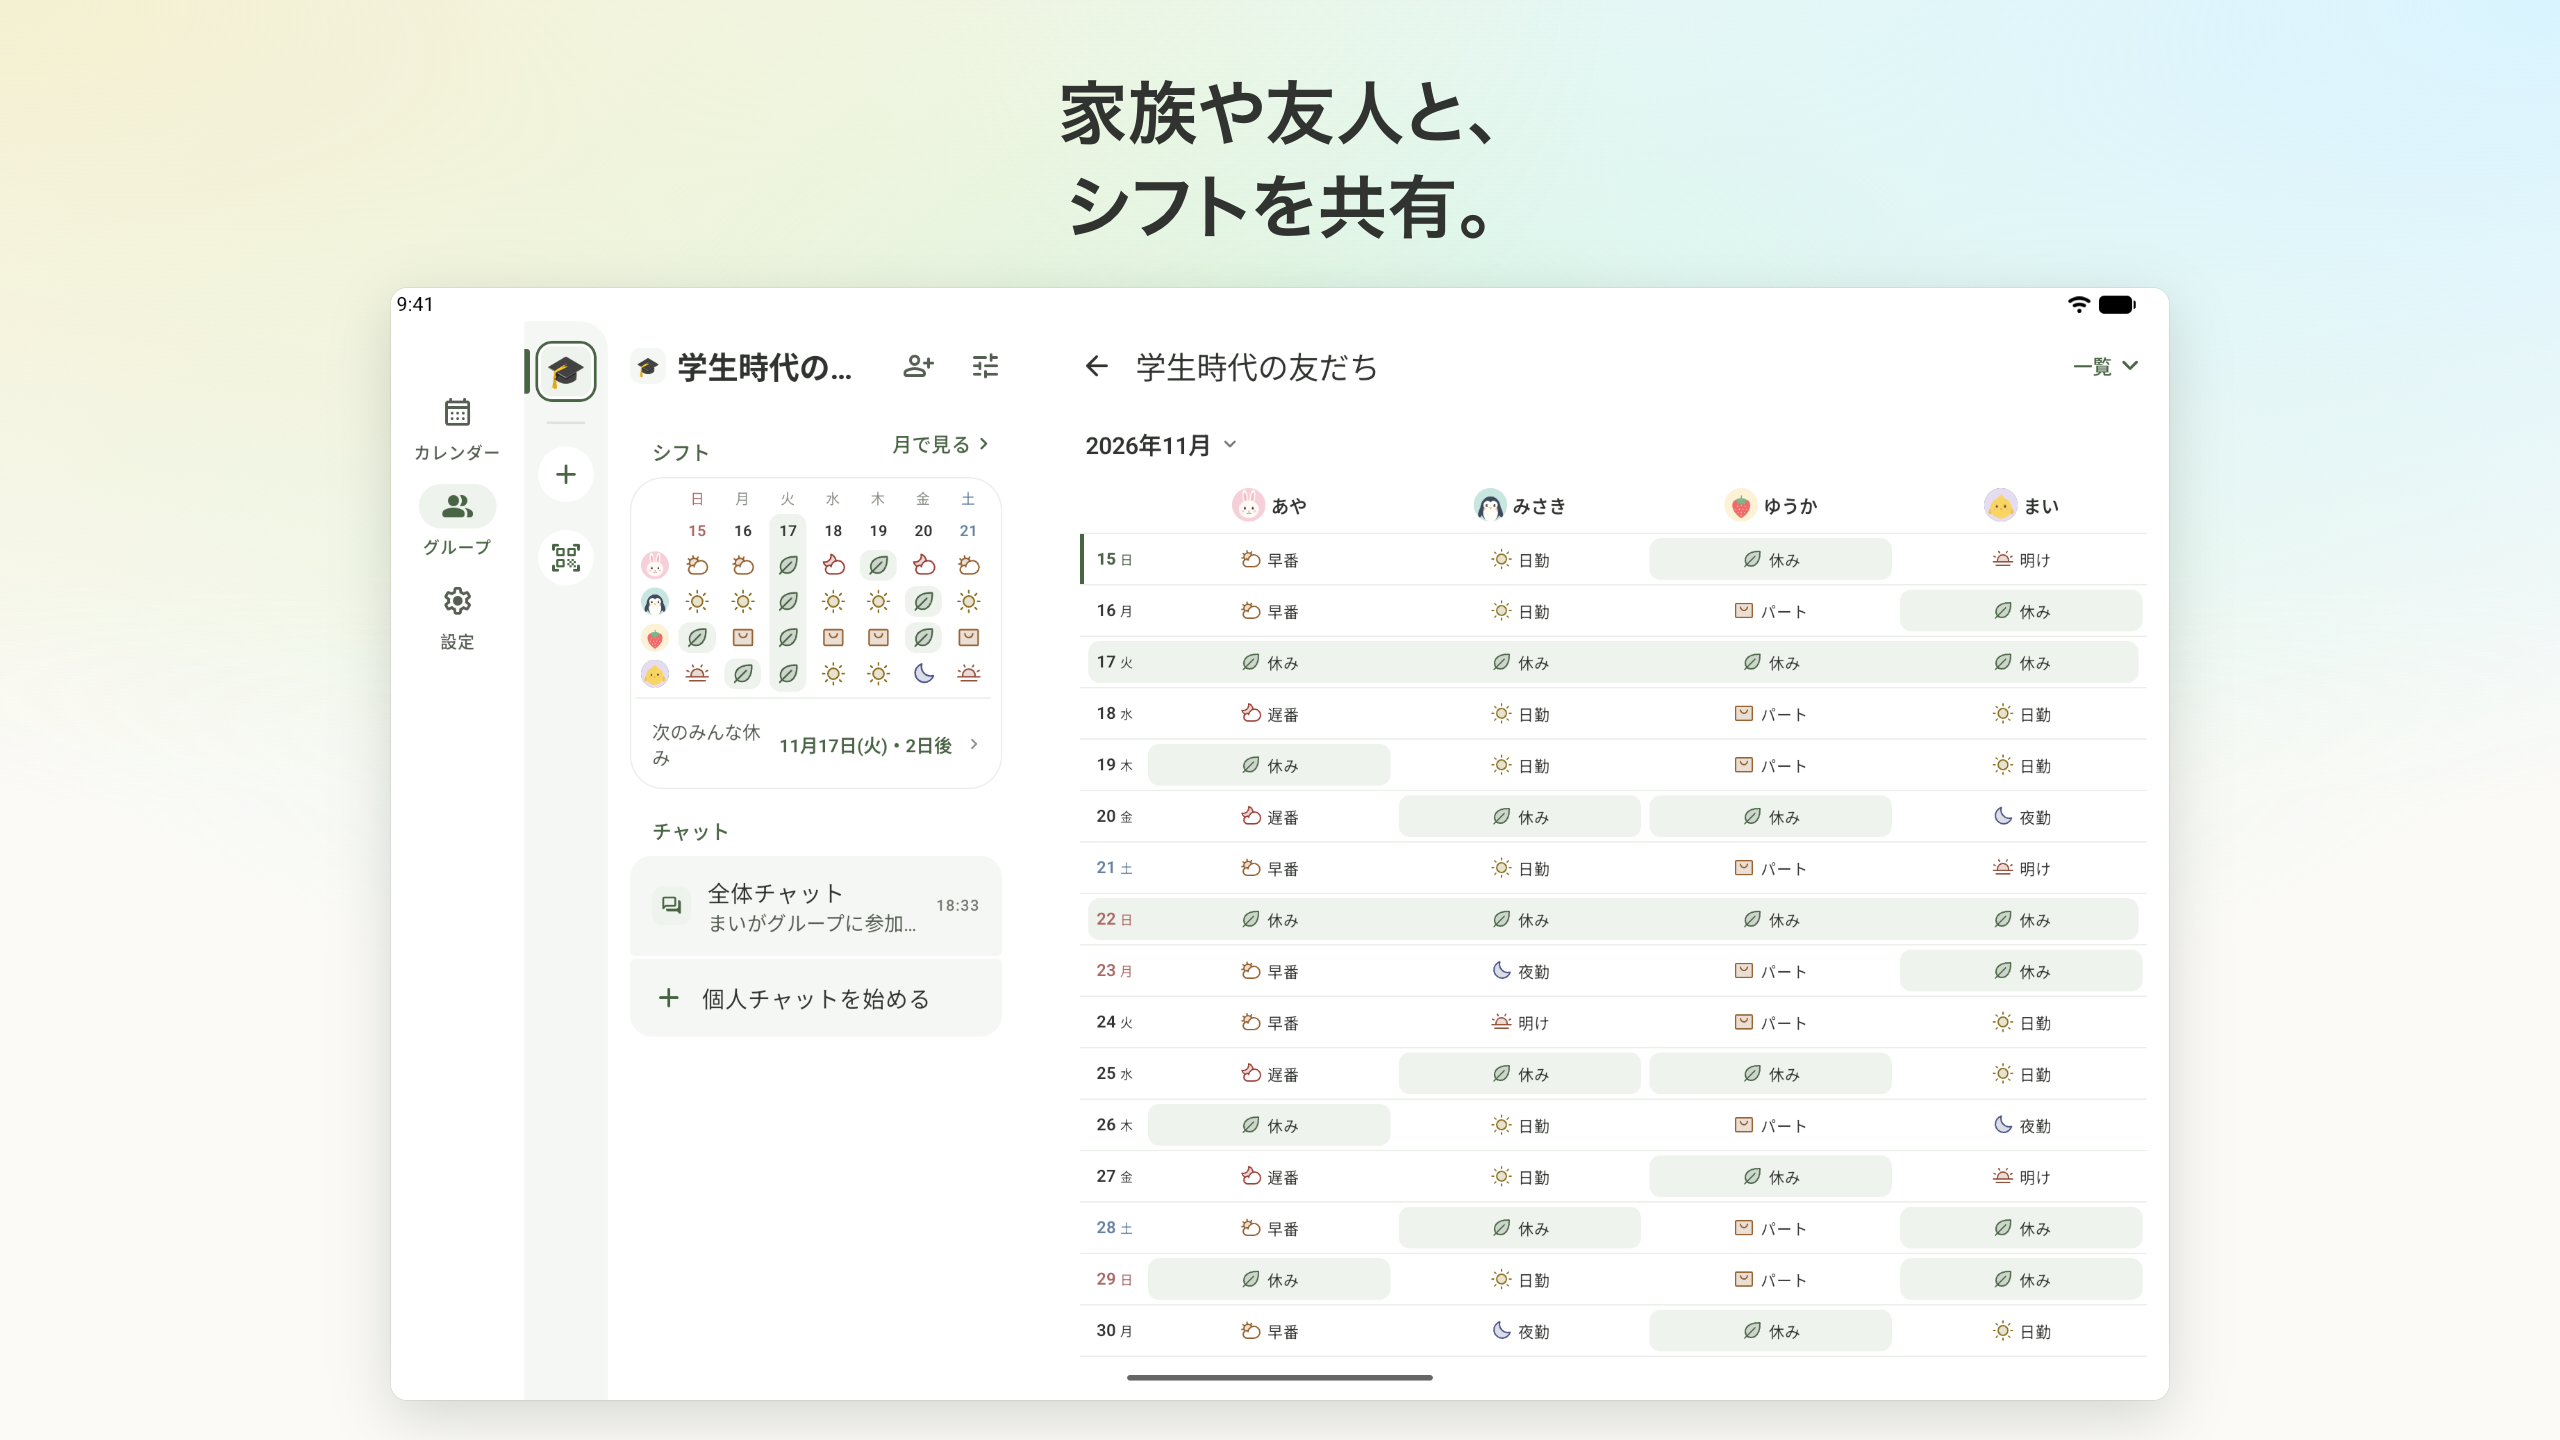 家族や友人と、
シフトを共有。
9:41
カレンダー
グループ
設定
学生時代の...
シフト
月で見る
日 月 火 水 木 金 土
15 16 17 18 19 20 21
次のみんな休み
11月17日(火)・2日後
チャット
全体チャット
まいがグループに参加...
18:33
個人チャットを始める
学生時代の友だち
一覧
2026年11月
あや みさき ゆうか まい
15 日 早番 日勤 休み 明け
16 月 早番 日勤 パート 休み
17 火 休み 休み 休み 休み
18 水 遅番 日勤 パート 日勤
19 木 休み 日勤 パート 日勤
20 金 遅番 休み 休み 夜勤
21 土 早番 日勤 パート 明け
22 日 休み 休み 休み 休み
23 月 早番 夜勤 パート 休み
24 火 早番 明け パート 日勤
25 水 遅番 休み 休み 日勤
26 木 休み 日勤 パート 夜勤
27 金 遅番 日勤 休み 明け
28 土 早番 休み パート 休み
29 日 休み 日勤 パート 休み
30 月 早番 夜勤 休み 日勤